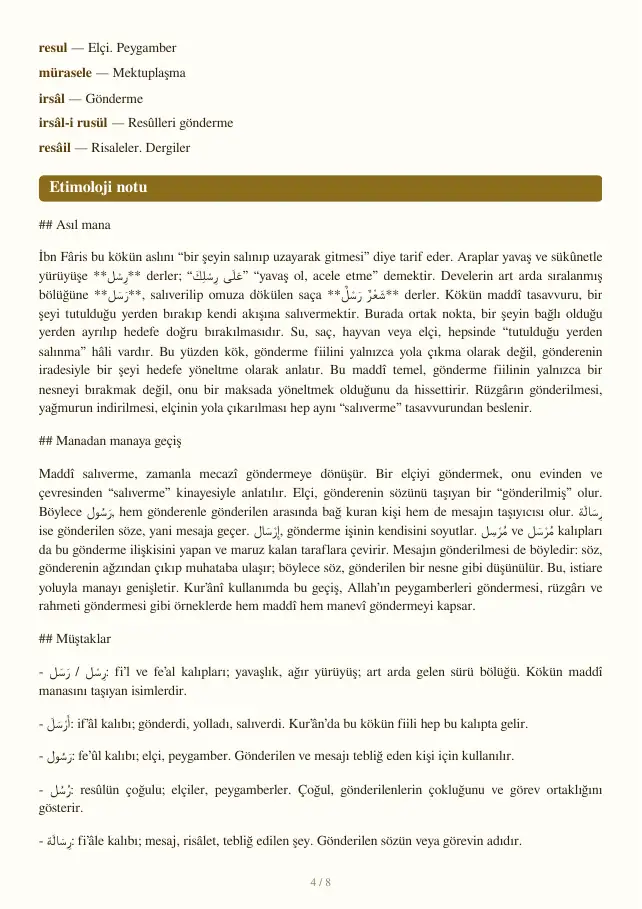 resul — Elçi. Peygamber
mürasele — Mektuplaşma
irsâl — Gönderme
irsâl-i rusül — Resûlleri gönderme
resâil — Risaleler. Dergiler
Etimoloji notu
## Asıl mana
İbn Fâris bu kökün aslını “bir şeyin salınıp uzayarak gitmesi” diye tarif eder. Araplar yavaş ve sükûnetle
yürüyüşe **رِسْل** derler; “عَلَى رِسْلِكَ” “yavaş ol, acele etme” demektir. Develerin art arda sıralanmış
bölüğüne **رَسَل**, salıverilip omuza dökülen saça **شَعْرٌ رَسْلٌ** derler. Kökün maddî tasavvuru, bir
şeyi tutulduğu yerden bırakıp kendi akışına salıvermektir. Burada ortak nokta, bir şeyin bağlı olduğu
yerden ayrılıp hedefe doğru bırakılmasıdır. Su, saç, hayvan veya elçi, hepsinde “tutulduğu yerden
salınma” hâli vardır. Bu yüzden kök, gönderme fiilini yalnızca yola çıkma olarak değil, gönderenin
iradesiyle bir şeyi hedefe yöneltme olarak anlatır. Bu maddî temel, gönderme fiilinin yalnızca bir
nesneyi bırakmak değil, onu bir maksada yöneltmek olduğunu da hissettirir. Rüzgârın gönderilmesi,
yağmurun indirilmesi, elçinin yola çıkarılması hep aynı “salıverme” tasavvurundan beslenir.
## Manadan manaya geçiş
Maddî salıverme, zamanla mecazî göndermeye dönüşür. Bir elçiyi göndermek, onu evinden ve
çevresinden “salıverme” kinayesiyle anlatılır. Elçi, gönderenin sözünü taşıyan bir “gönderilmiş” olur.
Böylece رَسُول, hem gönderenle gönderilen arasında bağ kuran kişi hem de mesajın taşıyıcısı olur. رِسَالَة
ise gönderilen söze, yani mesaja geçer. إِرْسَال, gönderme işinin kendisini soyutlar. مُرْسِل ve مُرْسَل kalıpları
da bu gönderme ilişkisini yapan ve maruz kalan taraflara çevirir. Mesajın gönderilmesi de böyledir: söz,
gönderenin ağzından çıkıp muhataba ulaşır; böylece söz, gönderilen bir nesne gibi düşünülür. Bu, istiare
yoluyla manayı genişletir. Kur’ânî kullanımda bu geçiş, Allah’ın peygamberleri göndermesi, rüzgârı ve
rahmeti göndermesi gibi örneklerde hem maddî hem manevî göndermeyi kapsar.
## Müştaklar
- رِسْل / رَسَل: fi’l ve fe’al kalıpları; yavaşlık, ağır yürüyüş; art arda gelen sürü bölüğü. Kökün maddî
manasını taşıyan isimlerdir.
- أَرْسَلَ: if’âl kalıbı; gönderdi, yolladı, salıverdi. Kur’ân’da bu kökün fiili hep bu kalıpta gelir.
- رَسُول: fe’ûl kalıbı; elçi, peygamber. Gönderilen ve mesajı tebliğ eden kişi için kullanılır.
- رُسُل: resûlün çoğulu; elçiler, peygamberler. Çoğul, gönderilenlerin çokluğunu ve görev ortaklığını
gösterir.
- رِسَالَة: fi’âle kalıbı; mesaj, risâlet, tebliğ edilen şey. Gönderilen sözün veya görevin adıdır.
4 / 8